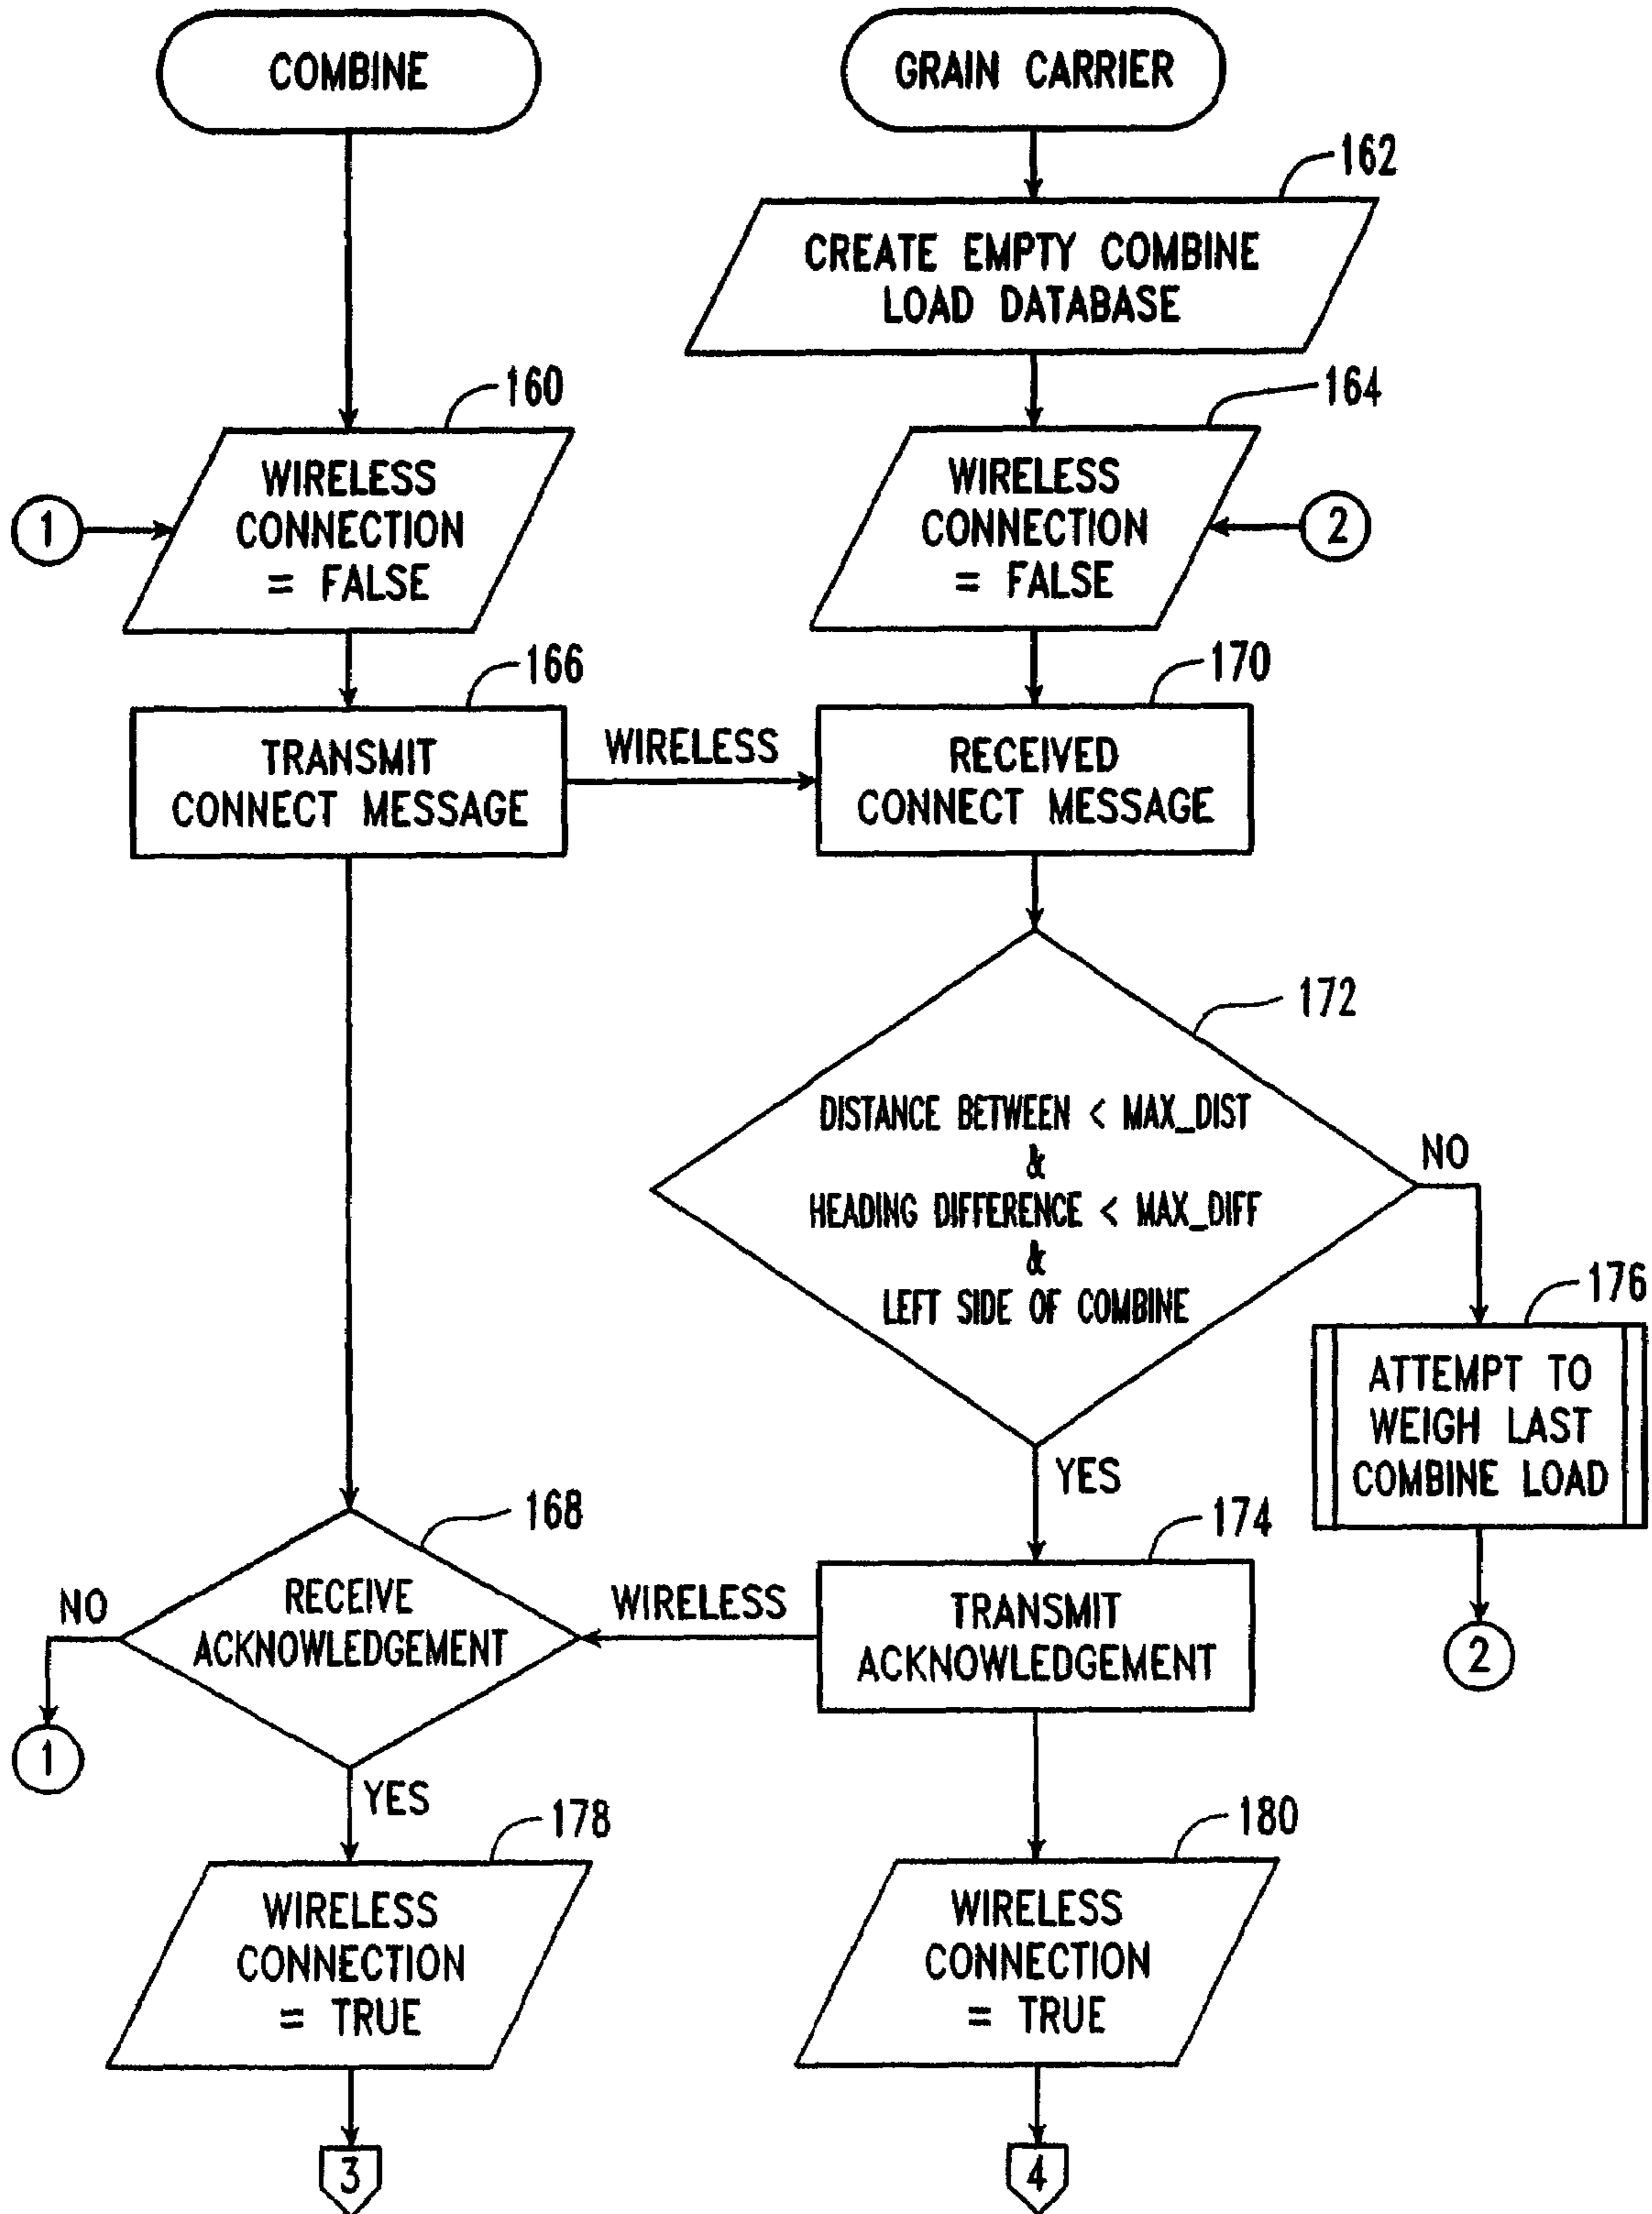 COMBINE
GRAIN CARRIER
162
CREATE EMPTY COMBINE
LOAD DATABASE
160
164
WIRELESS
CONNECTION
= FALSE
1
WIRELESS
CONNECTION
= FALSE
2
166
170
TRANSMIT
CONNECT MESSAGE
WIRELESS
RECEIVED
CONNECT MESSAGE
172
DISTANCE BETWEEN < MAX_DIST
&
HEADING DIFFERENCE < MAX_DIFF
&
LEFT SIDE OF COMBINE
NO
176
ATTEMPT TO
WEIGH LAST
COMBINE LOAD
2
YES
168
174
RECEIVE
ACKNOWLEDGEMENT
NO
1
WIRELESS
TRANSMIT
ACKNOWLEDGEMENT
YES
178
180
WIRELESS
CONNECTION
= TRUE
WIRELESS
CONNECTION
= TRUE
3
4